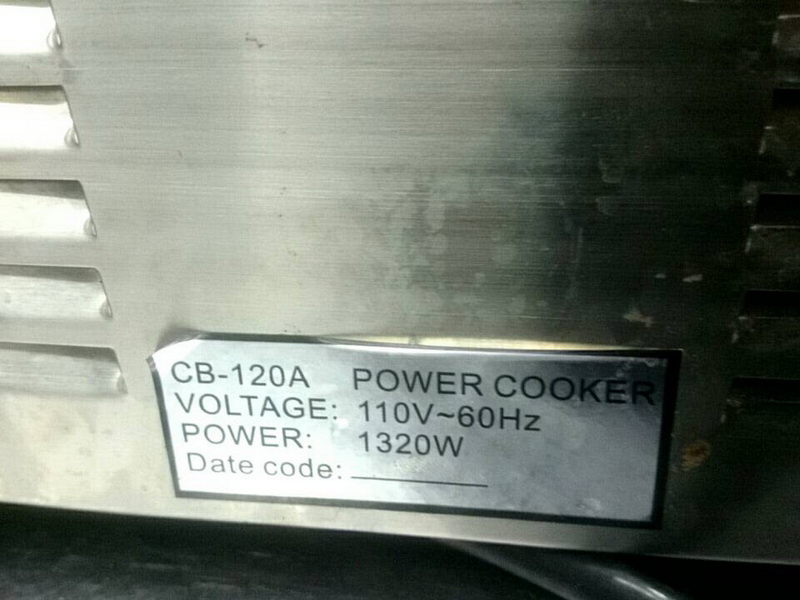 CB-120A POWER COOKER
VOLTAGE: 110V~60Hz
POWER: 1320W
Date code: